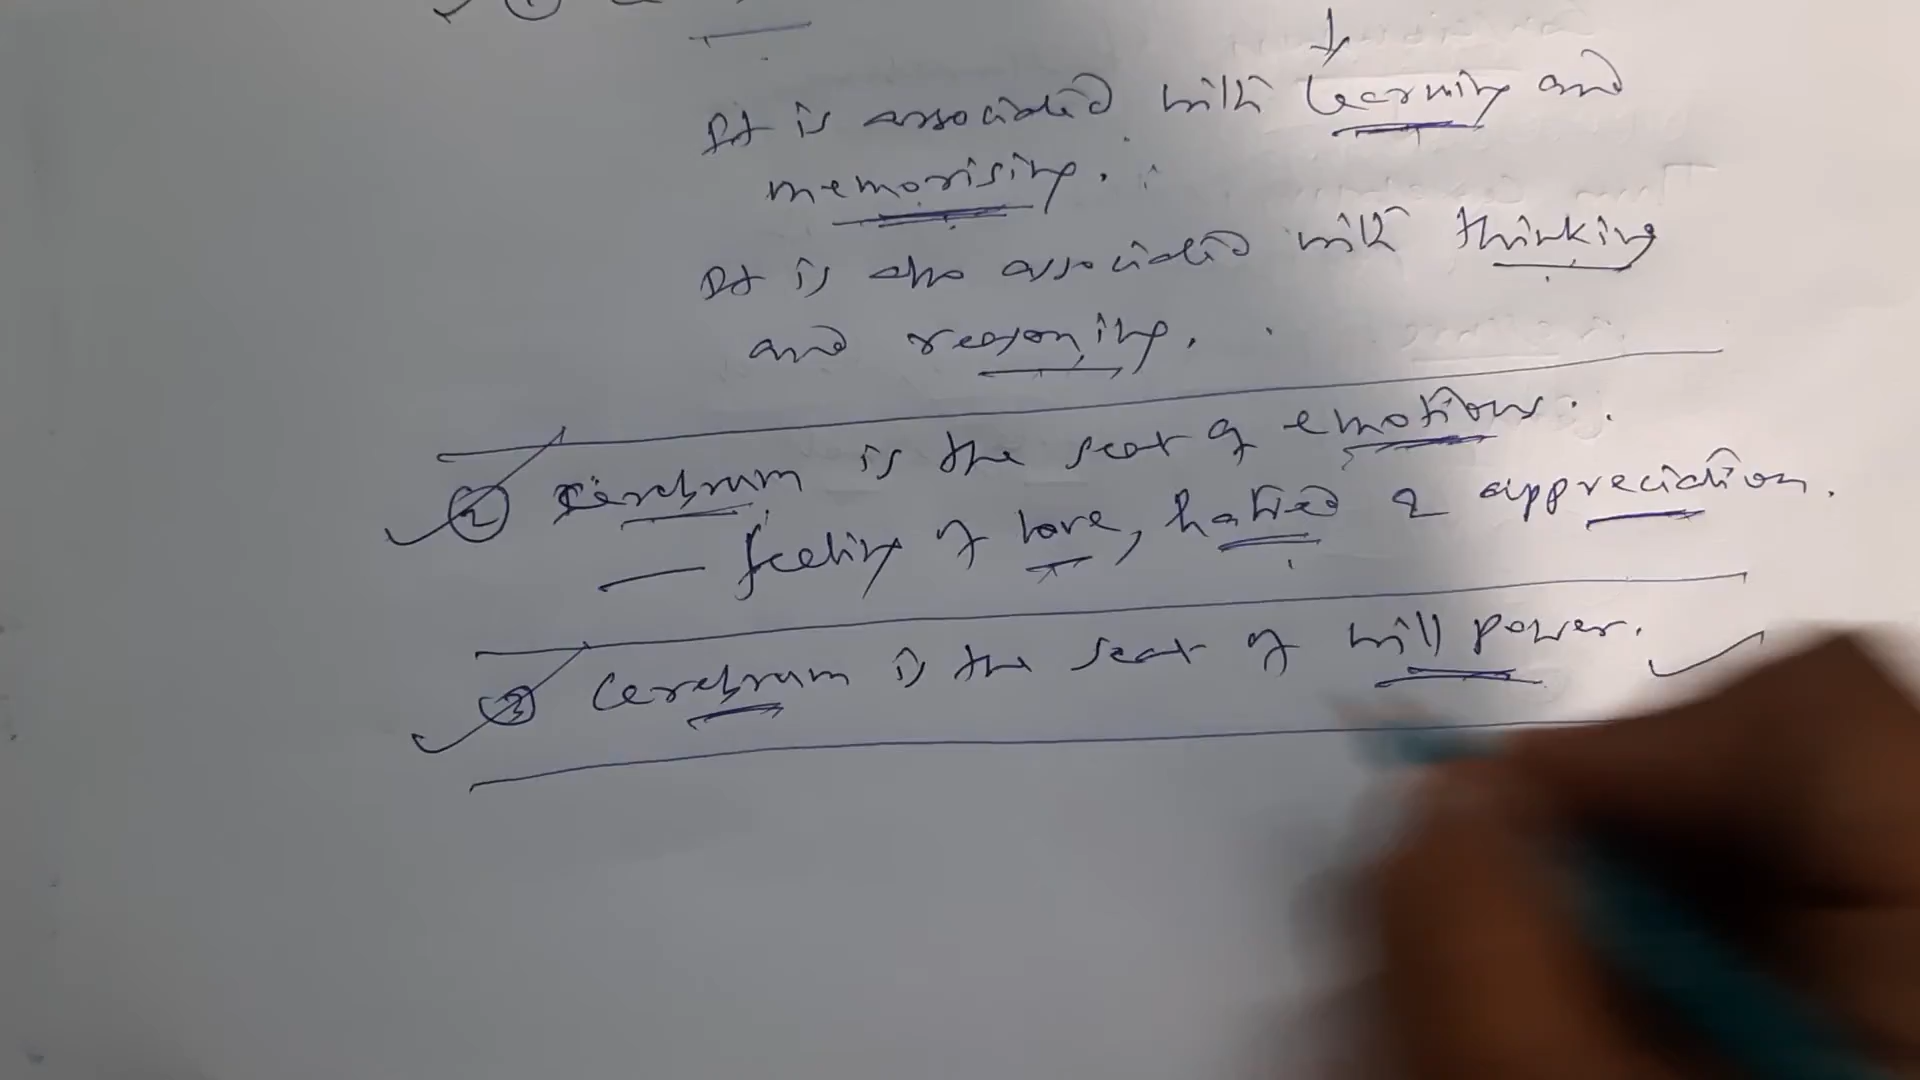 It is associated with learning and
memorising.
It is also associated with thinking
and reasoning.
② Cerebrum is the seat of emotions.
— feeling of love, hatred & appreciation.
③ Cerebrum is the seat of will power.